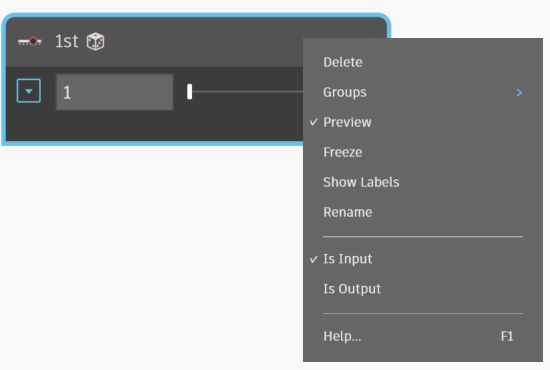 1st
1
Delete
Groups >
✓ Preview
Freeze
Show Labels
Rename
✓ Is Input
Is Output
Help... F1